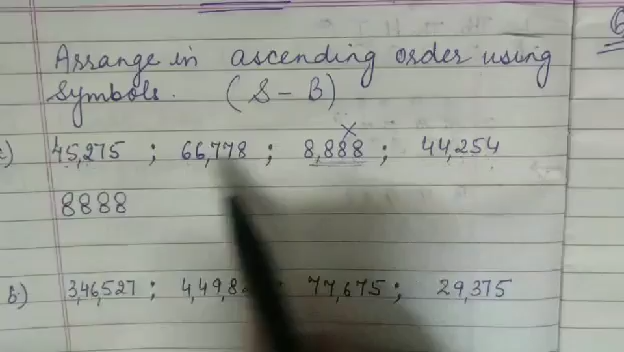 Arrange in ascending order using
Symbols. (S-B)
45,275 ; 66,778 ; 8,888 ; 44,254
8888
b) 3,46,527 ; 77,675 ; 29,375